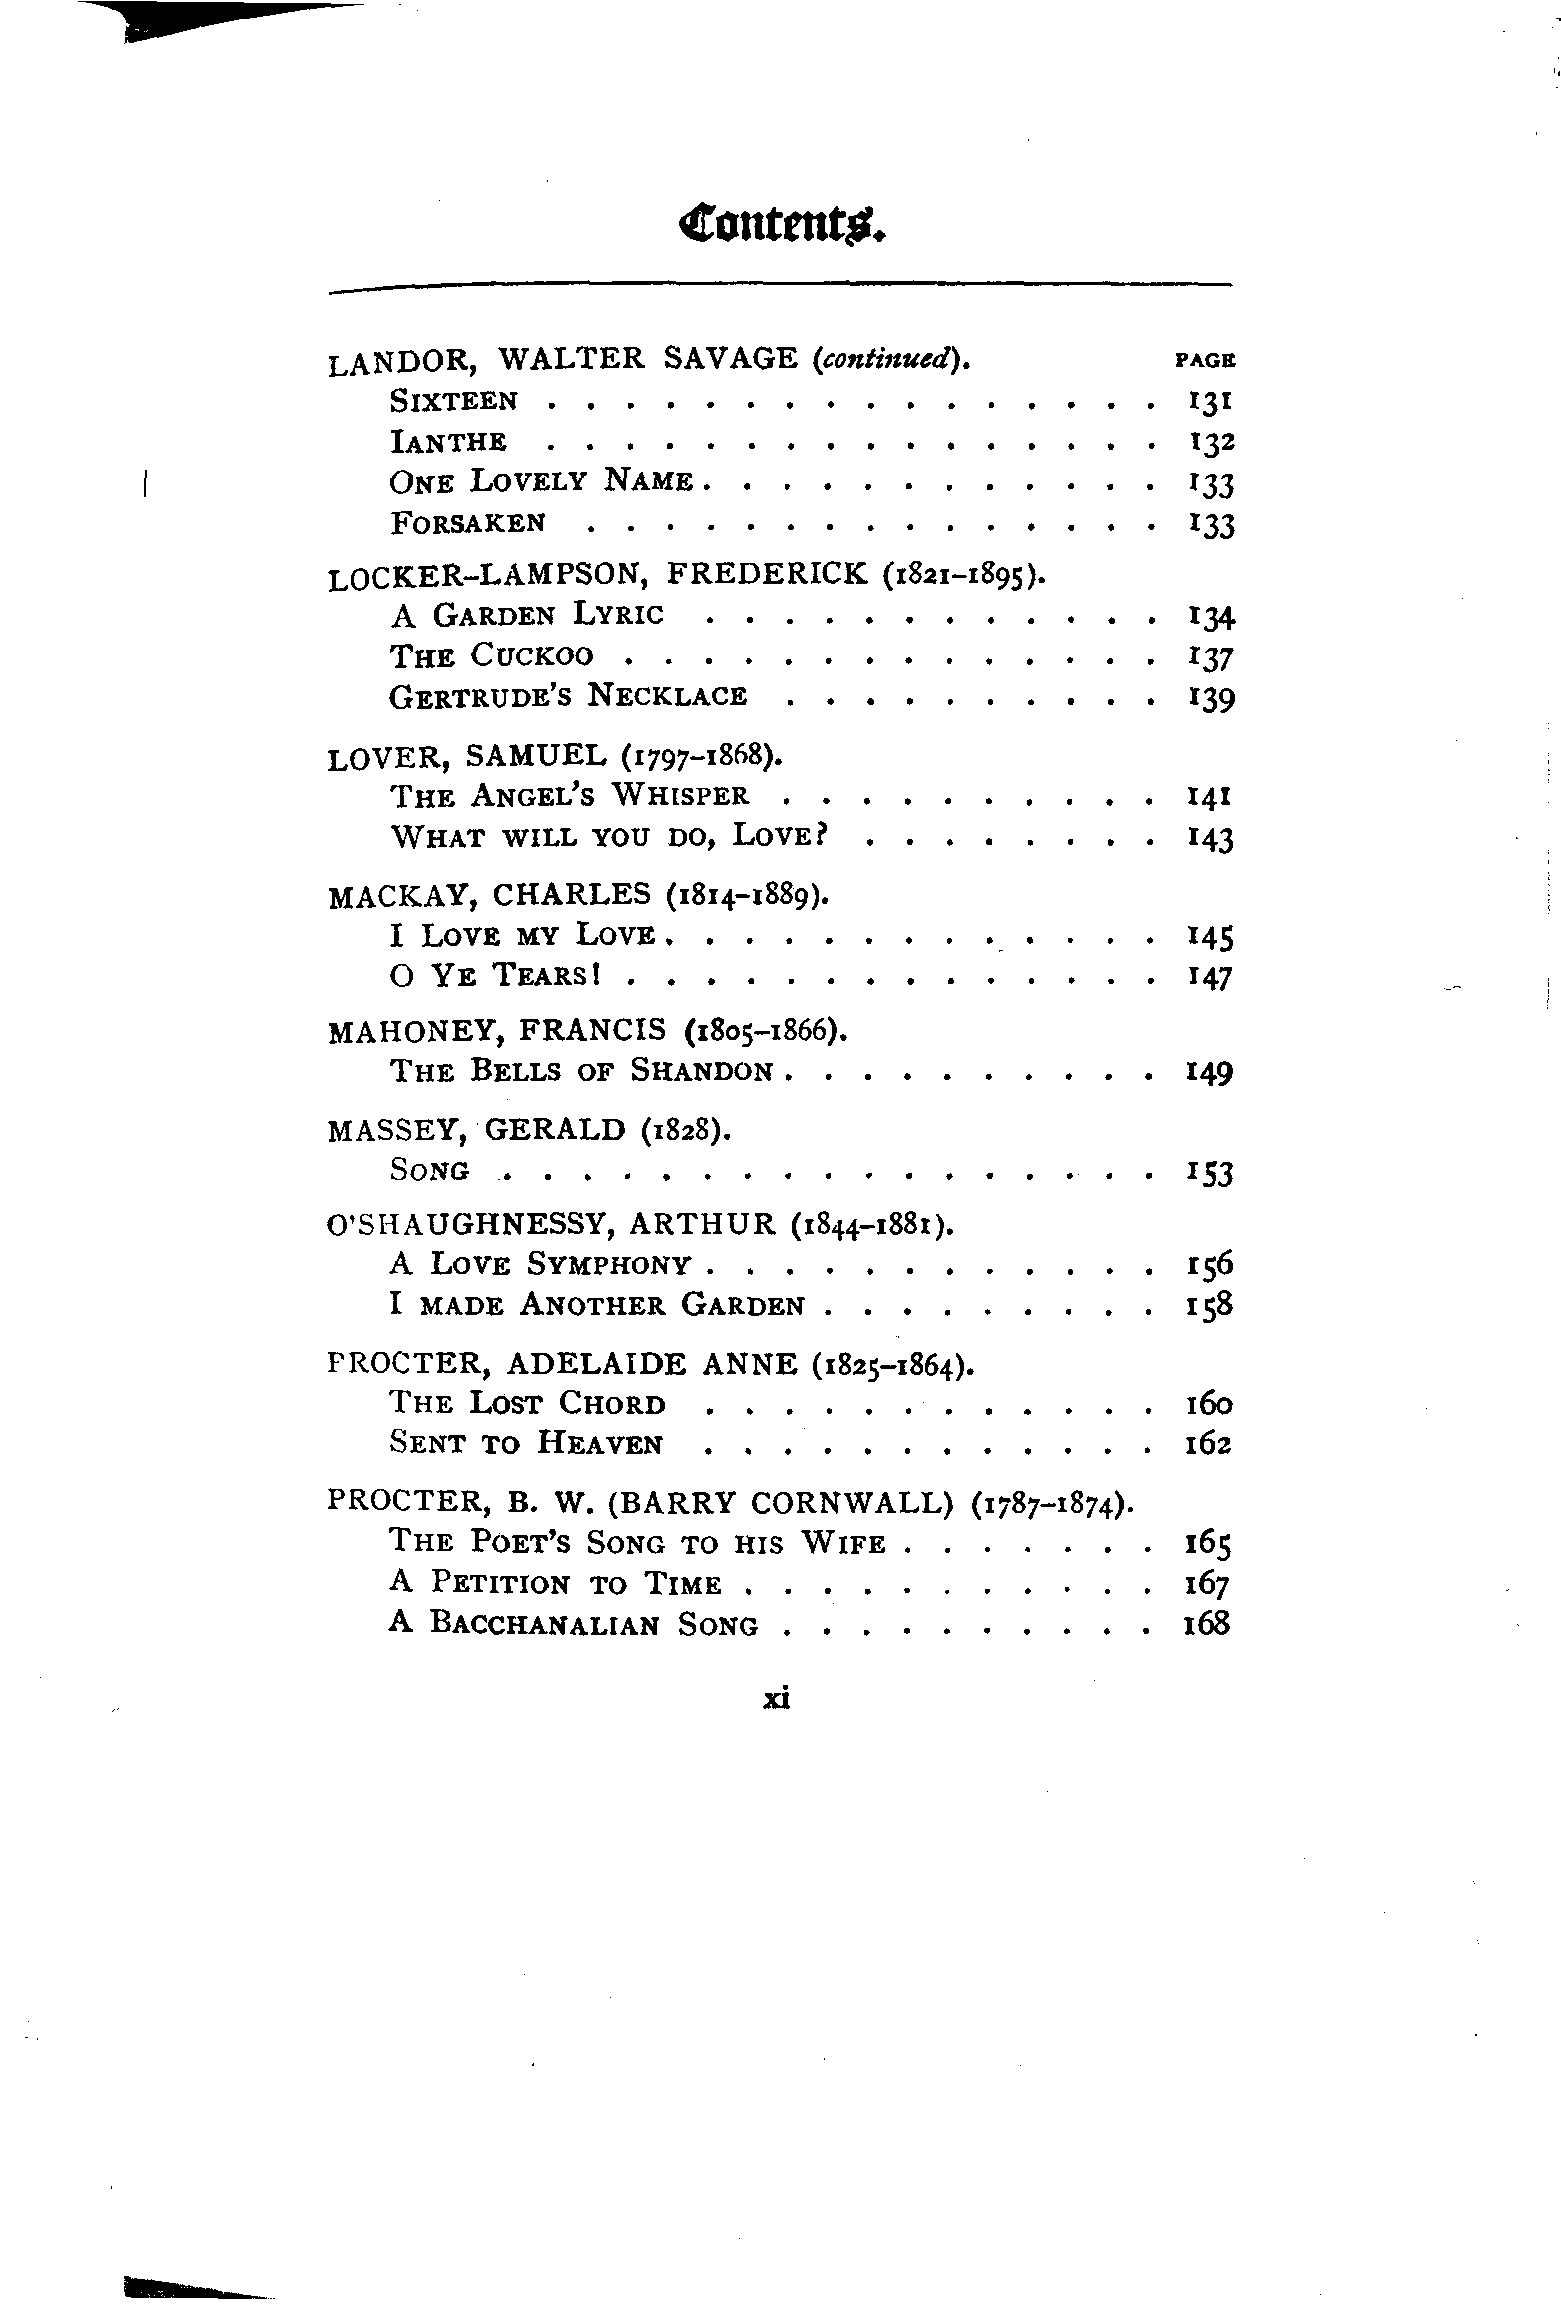 Contents.
LANDOR, WALTER SAVAGE (continued). PAGE
SIXTEEN . . . . . . . . . . . . . . . . 131
IANTHE . . . . . . . . . . . . . . . . 132
ONE LOVELY NAME . . . . . . . . . . . . 133
FORSAKEN . . . . . . . . . . . . . . . 133
LOCKER-LAMPSON, FREDERICK (1821-1895).
A GARDEN LYRIC . . . . . . . . . . . . 134
THE CUCKOO . . . . . . . . . . . . . . 137
GERTRUDE'S NECKLACE . . . . . . . . . . 139
LOVER, SAMUEL (1797-1868).
THE ANGEL'S WHISPER . . . . . . . . . . 141
WHAT WILL YOU DO, LOVE? . . . . . . . . 143
MACKAY, CHARLES (1814-1889).
I LOVE MY LOVE . . . . . . . . . . . . . 145
O YE TEARS! . . . . . . . . . . . . . . 147
MAHONEY, FRANCIS (1805-1866).
THE BELLS OF SHANDON . . . . . . . . . . 149
MASSEY, GERALD (1828).
SONG . . . . . . . . . . . . . . . . . 153
O'SHAUGHNESSY, ARTHUR (1844-1881).
A LOVE SYMPHONY . . . . . . . . . . . . 156
I MADE ANOTHER GARDEN . . . . . . . . . 158
PROCTER, ADELAIDE ANNE (1825-1864).
THE LOST CHORD . . . . . . . . . . . . 160
SENT TO HEAVEN . . . . . . . . . . . . 162
PROCTER, B. W. (BARRY CORNWALL) (1787-1874).
THE POET'S SONG TO HIS WIFE . . . . . . . 165
A PETITION TO TIME . . . . . . . . . . . 167
A BACCHANALIAN SONG . . . . . . . . . . 168
xi